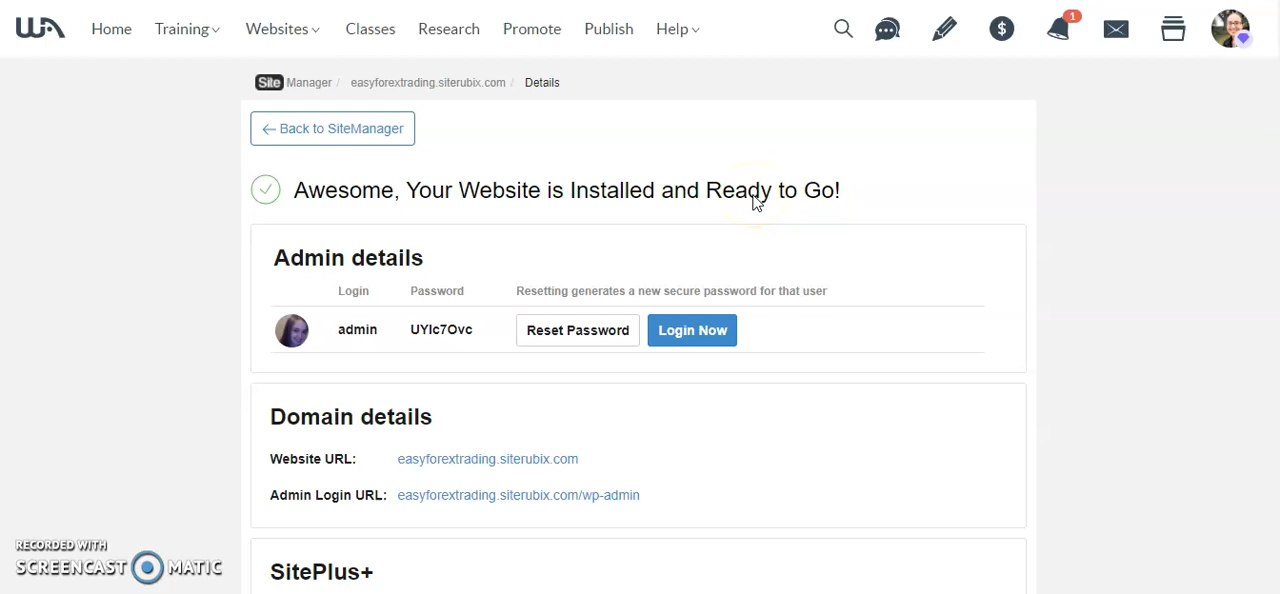 WA Home Training Websites Classes Research Promote Publish Help $ 1
Site Manager / easyforextrading.siterubix.com / Details
← Back to SiteManager
Awesome, Your Website is Installed and Ready to Go!
Admin details
Login Password Resetting generates a new secure password for that user
admin UYIc7Ovc Reset Password Login Now
Domain details
Website URL: easyforextrading.siterubix.com
Admin Login URL: easyforextrading.siterubix.com/wp-admin
RECORDED WITH
SCREENCAST MATIC
SitePlus+